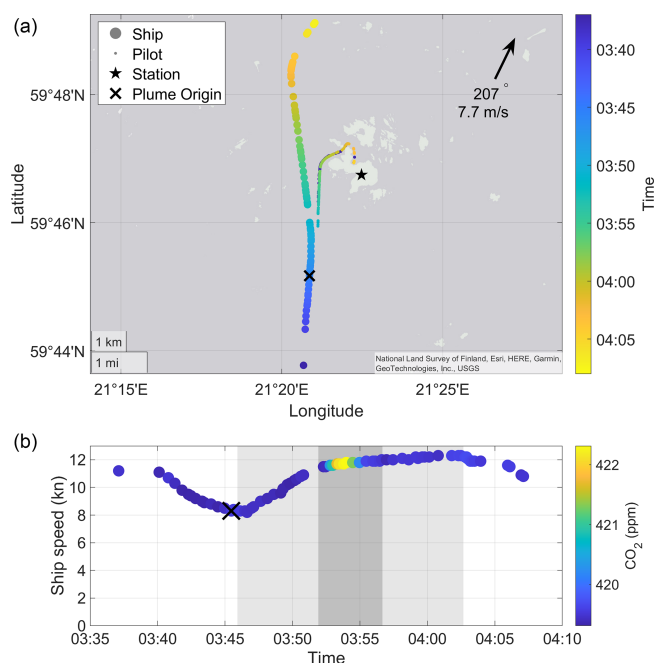 (a)
Ship
Pilot
Station
Plume Origin
207 °
7.7 m/s
59°48'N
59°46'N
59°44'N
Latitude
1 km
1 mi
National Land Survey of Finland, Esri, HERE, Garmin,
GeoTechnologies, Inc., USGS
21°15'E 21°20'E 21°25'E
Longitude
03:40
03:45
03:50
03:55
04:00
04:05
Time
(b)
12
10
8
6
4
2
0
Ship speed (kn)
03:35 03:40 03:45 03:50 03:55 04:00 04:05 04:10
Time
422
421
420
CO2 (ppm)